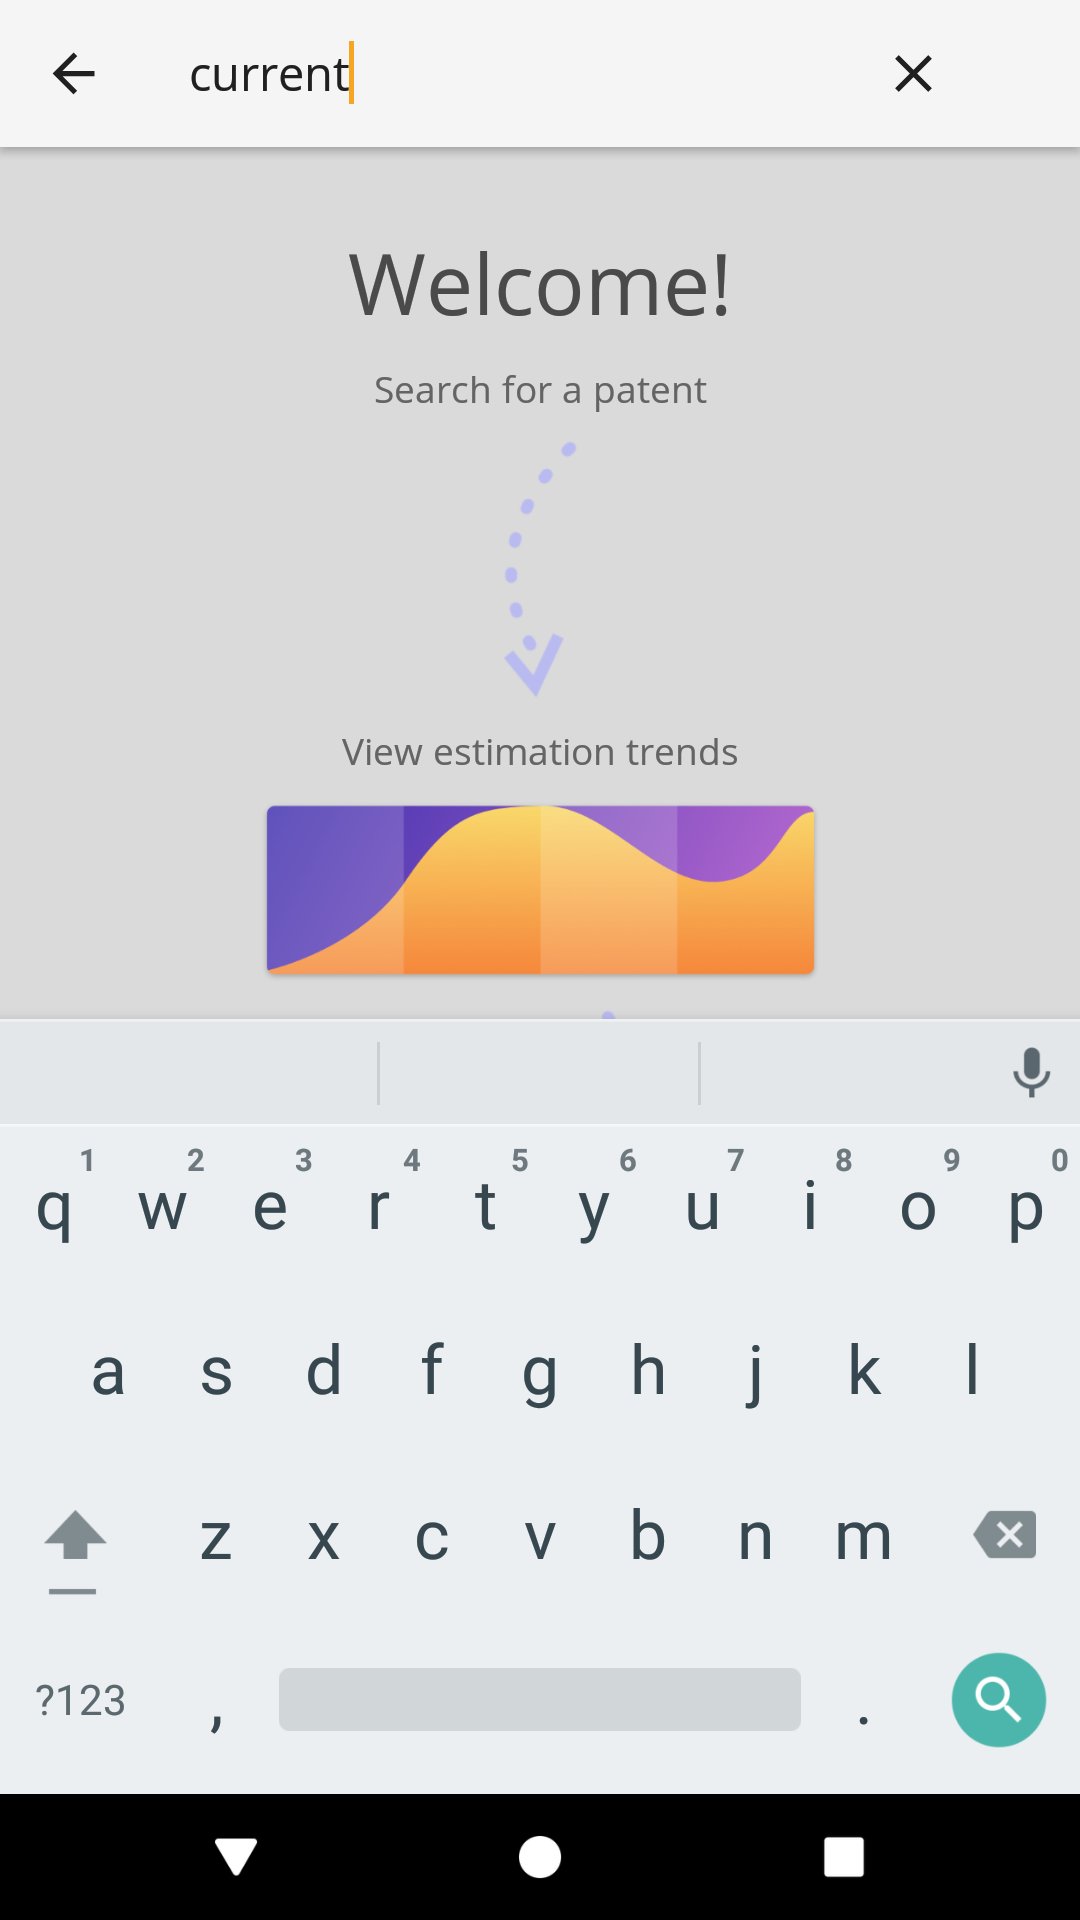 current
Welcome!
Search for a patent
View estimation trends
1 2 3 4 5 6 7 8 9 0
q w e r t y u i o p
a s d f g h j k l
z x c v b n m
?123 , .